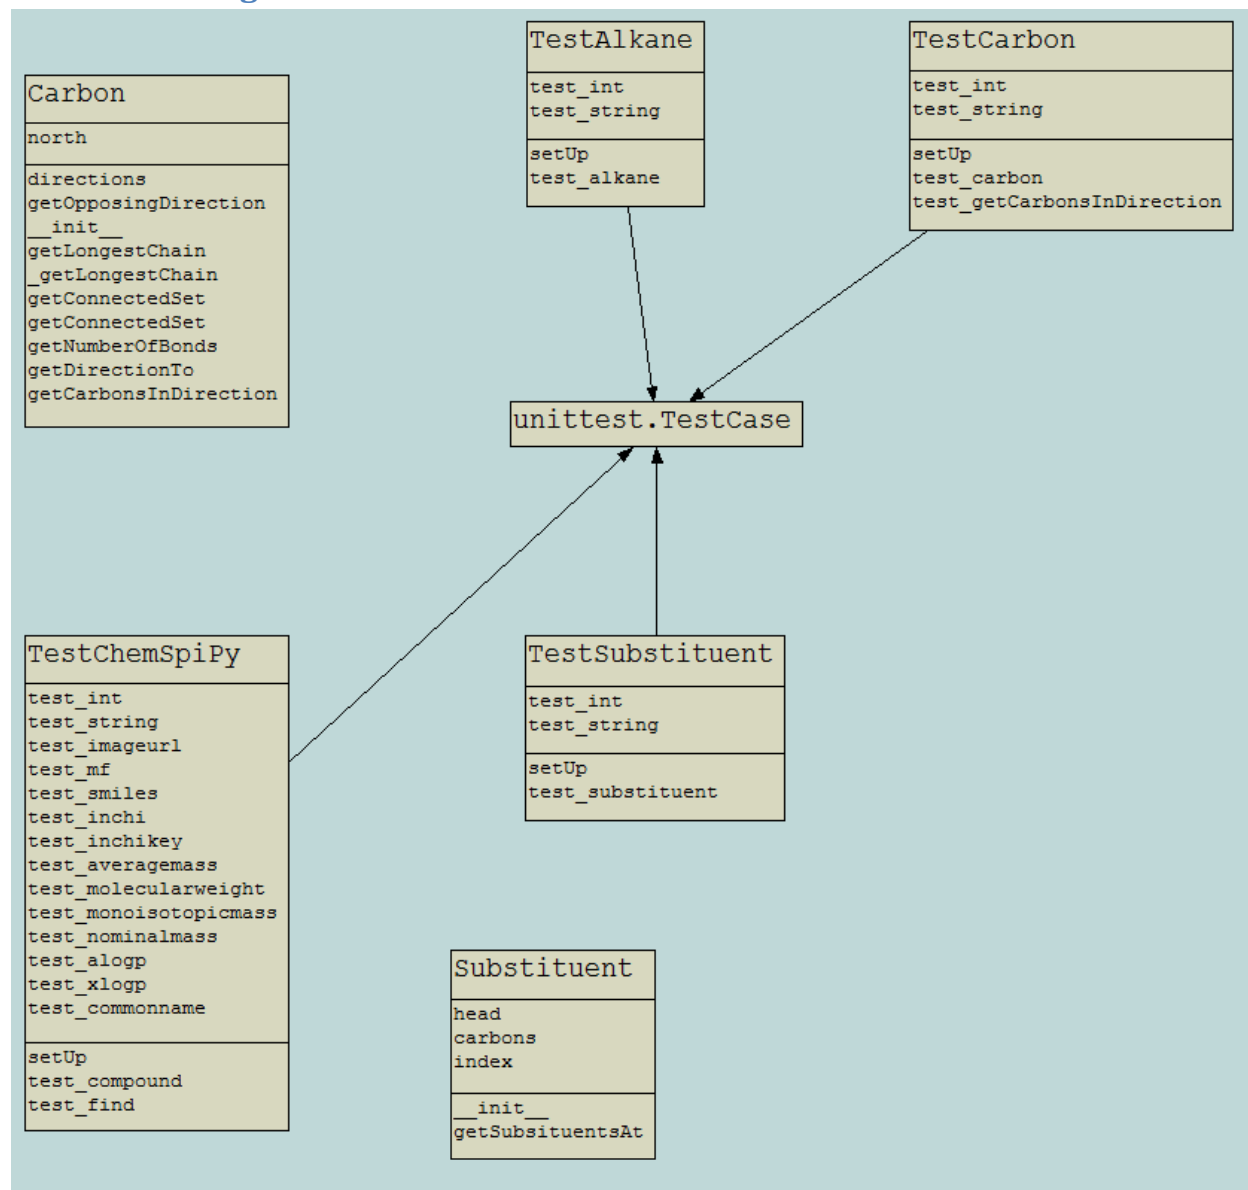 TestAlkane
test_int
test_string
setUp
test_alkane
TestCarbon
test_int
test_string
setUp
test_carbon
test_getCarbonsInDirection
Carbon
north
directions
getOpposingDirection
__init__
getLongestChain
_getLongestChain
getConnectedSet
getConnectedSet
getNumberOfBonds
getDirectionTo
getCarbonsInDirection
unittest.TestCase
TestChemSpiPy
test_int
test_string
test_imageurl
test_mf
test_smiles
test_inchi
test_inchikey
test_averagemass
test_molecularweight
test_monoisotopicmass
test_nominalmass
test_alogp
test_xlogp
test_commonname
setUp
test_compound
test_find
TestSubstituent
test_int
test_string
setUp
test_substituent
Substituent
head
carbons
index
__init__
getSubsituentsAt